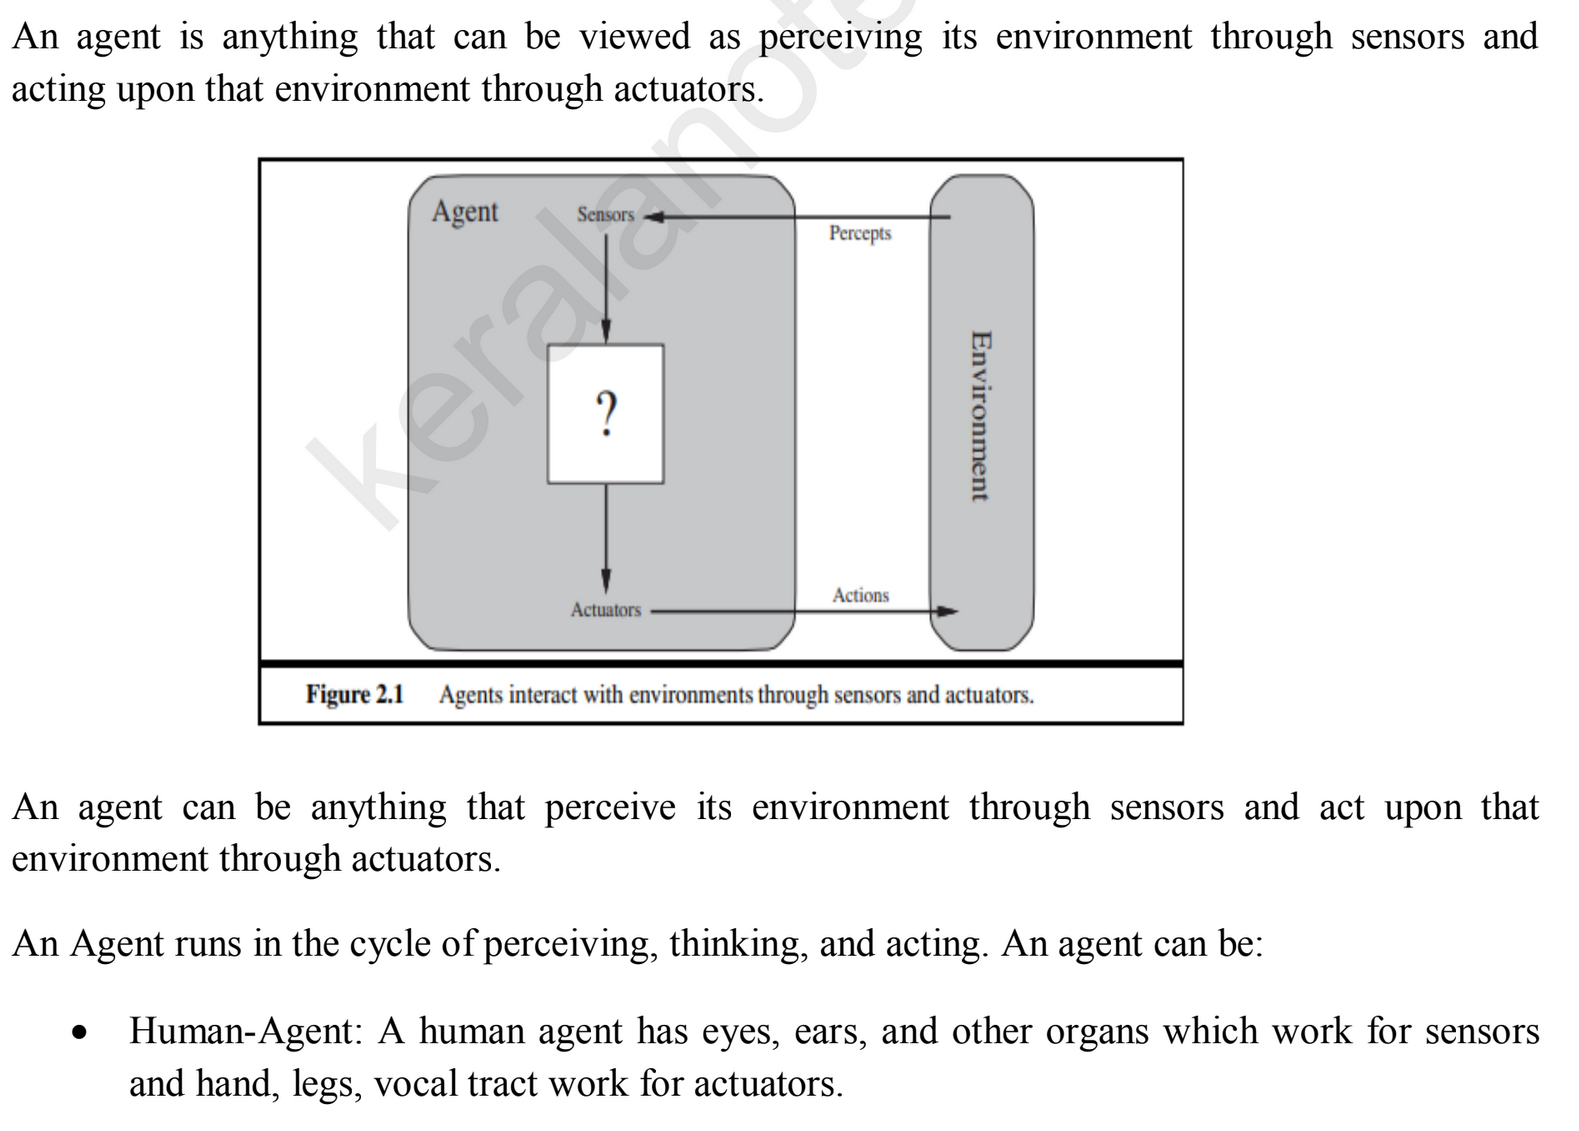 An agent is anything that can be viewed as perceiving its environment through sensors and
acting upon that environment through actuators.
Agent
Sensors
Percepts
?
Environment
Actuators
Actions
Figure 2.1 Agents interact with environments through sensors and actuators.
An agent can be anything that perceive its environment through sensors and act upon that
environment through actuators.
An Agent runs in the cycle of perceiving, thinking, and acting. An agent can be:
• Human-Agent: A human agent has eyes, ears, and other organs which work for sensors
and hand, legs, vocal tract work for actuators.